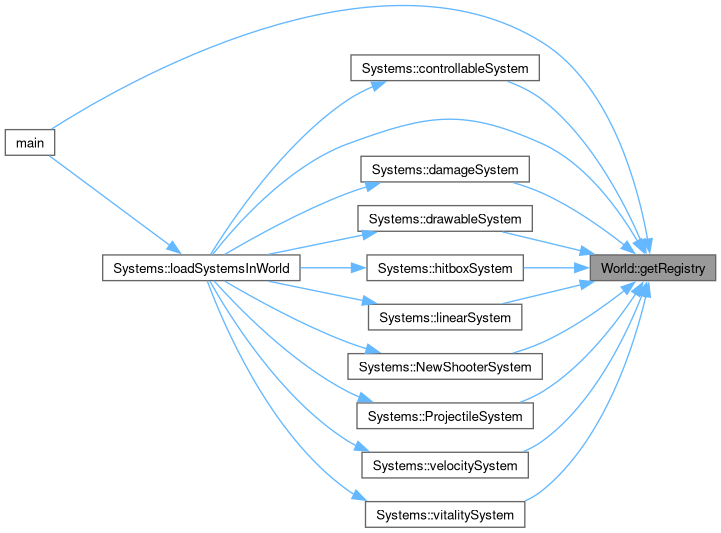 main
Systems::controllableSystem
Systems::damageSystem
Systems::drawableSystem
Systems::loadSystemsInWorld
Systems::hitboxSystem
World::getRegistry
Systems::linearSystem
Systems::NewShooterSystem
Systems::ProjectileSystem
Systems::velocitySystem
Systems::vitalitySystem